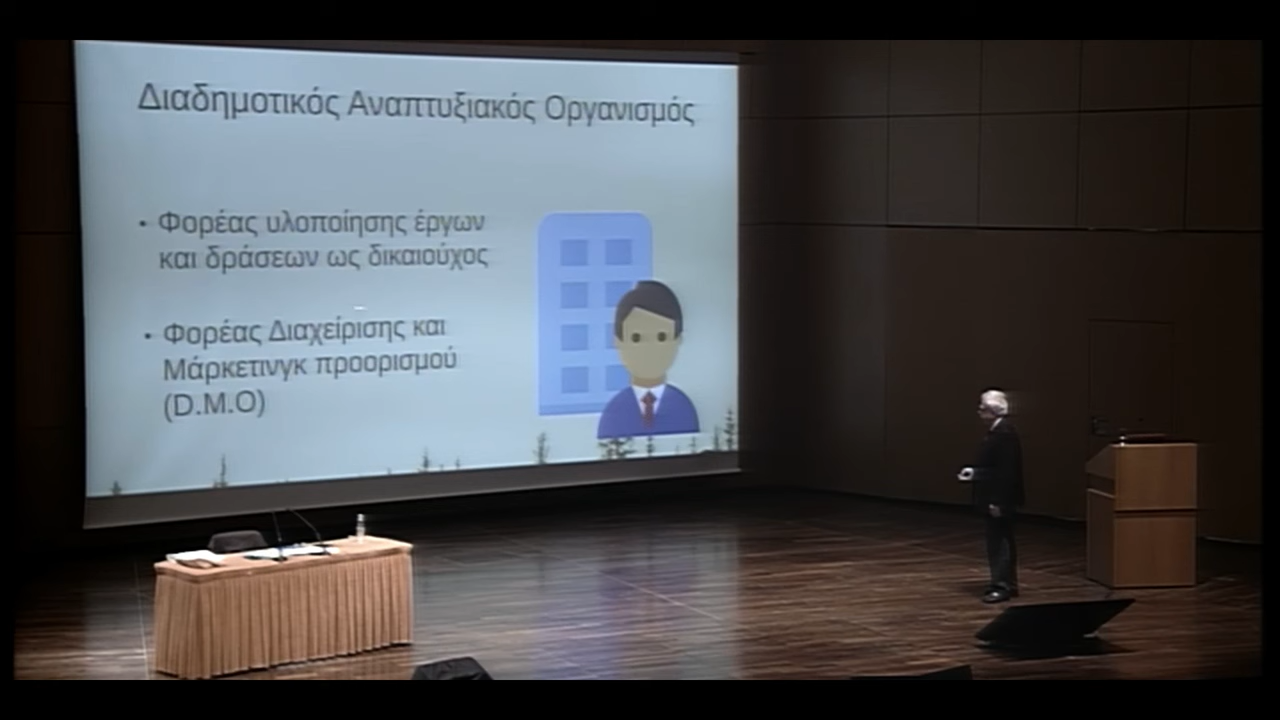 Διαδημοτικός Αναπτυξιακός Οργανισμός
• Φορέας υλοποίησης έργων
και δράσεων ως δικαιούχος
• Φορέας Διαχείρισης και
Μάρκετινγκ προορισμού
(D.M.O)